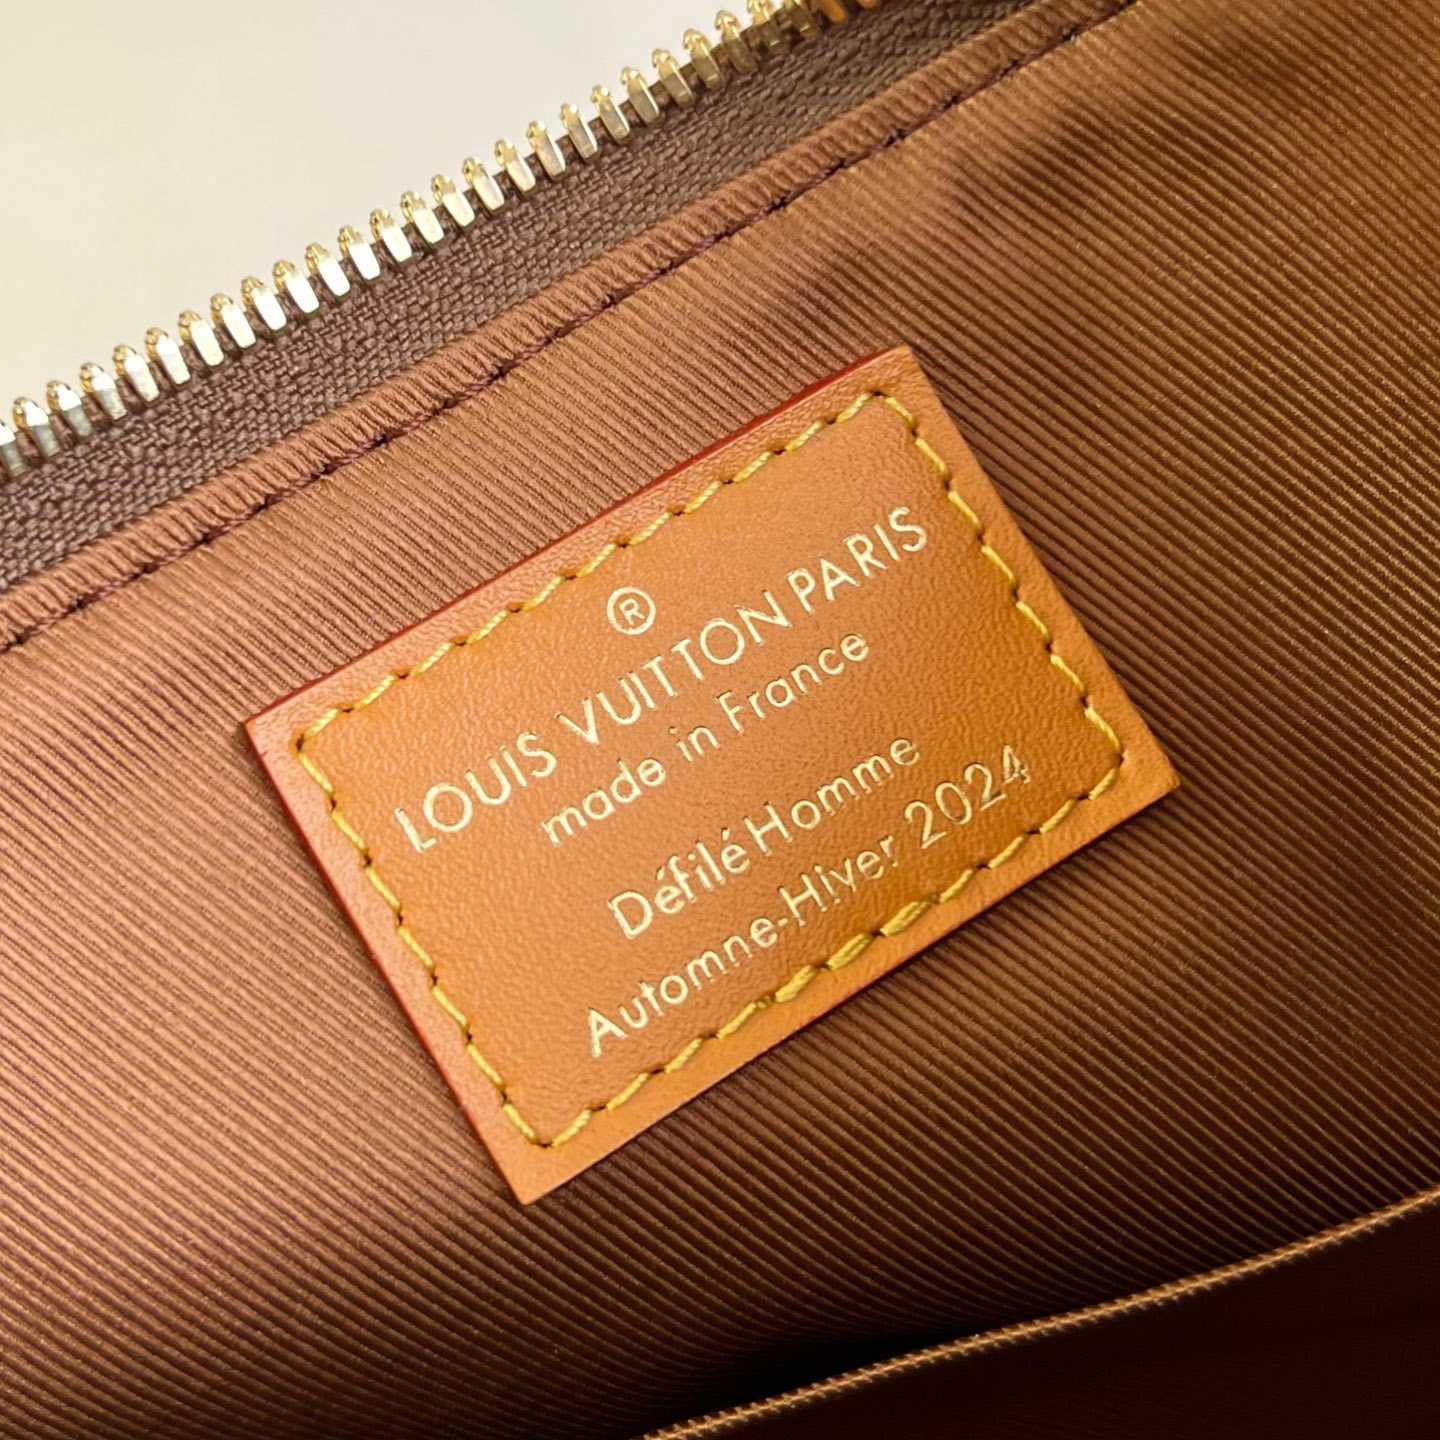 ®
LOUIS VUITTON PARIS
made in France
Défilé Homme
Automne-Hiver 2024